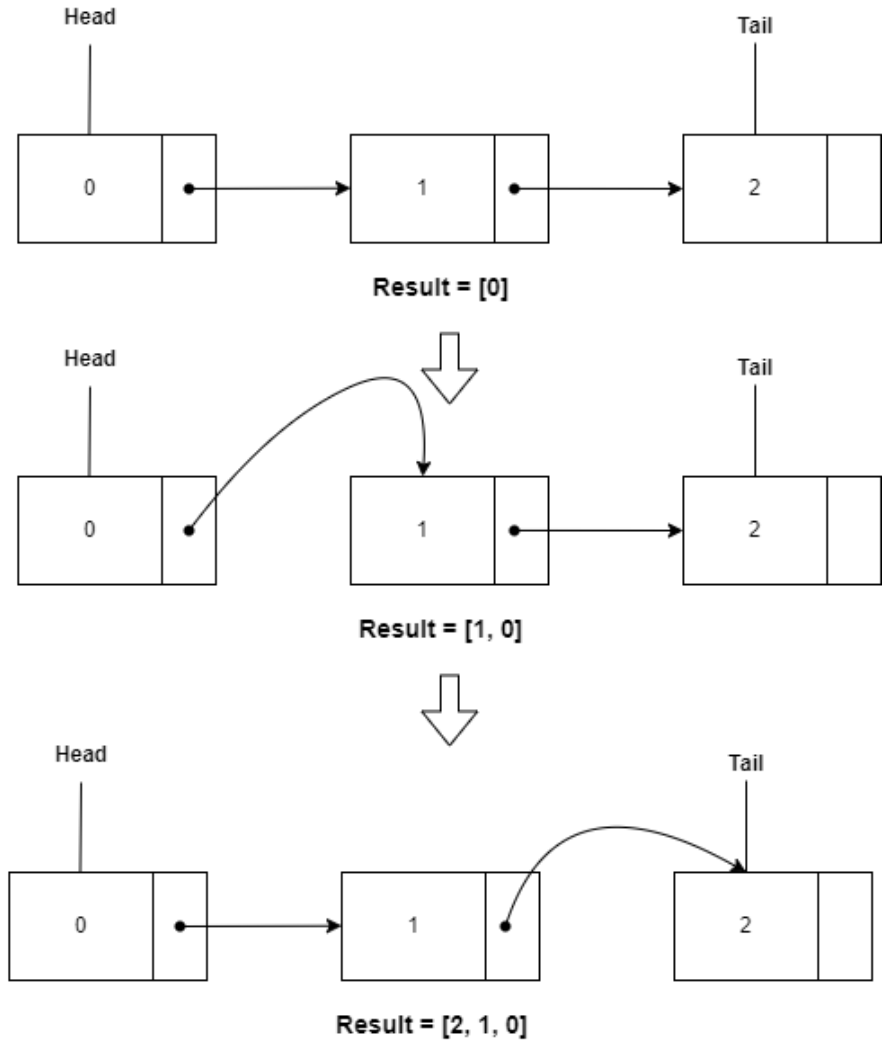 Head
Tail
0
1
2
Result = [0]
Head
Tail
0
1
2
Result = [1, 0]
Head
Tail
0
1
2
Result = [2, 1, 0]